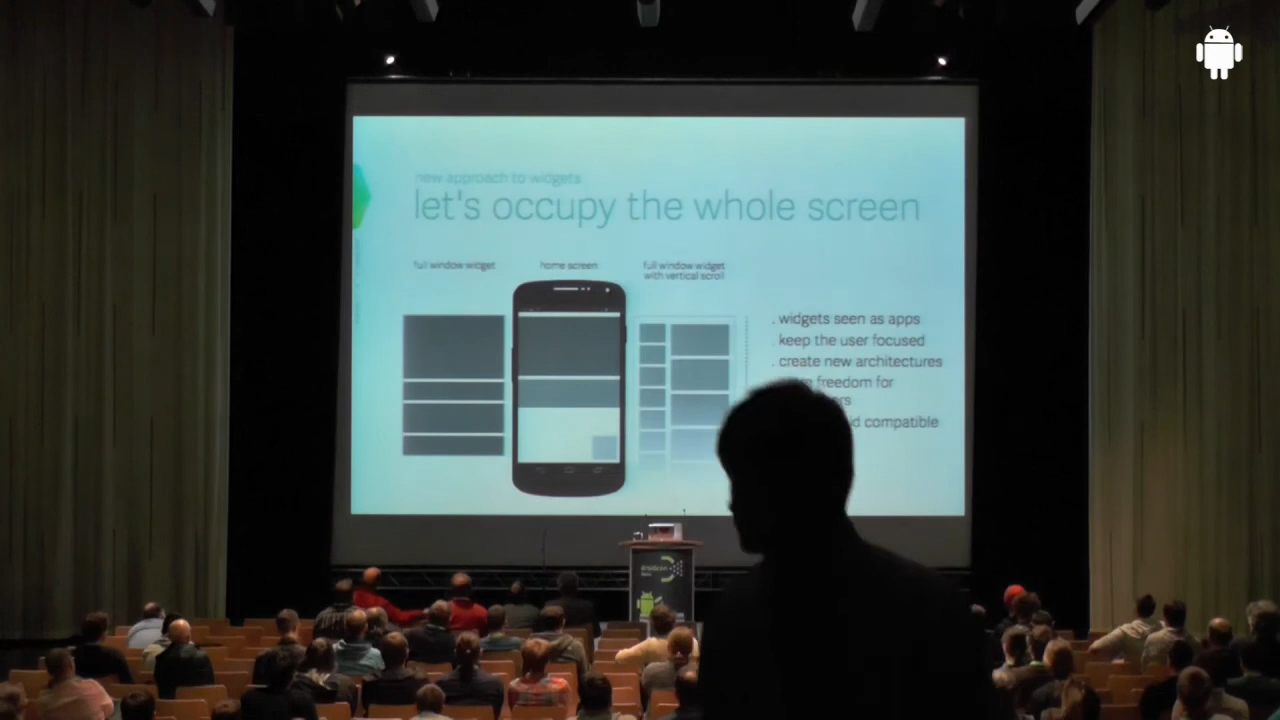 new approach to widgets
let's occupy the whole screen
full window widget
home screen
full window widget
with vertical scroll
. widgets seen as apps
. keep the user focused
. create new architectures
freedom for
compatible
droidcon